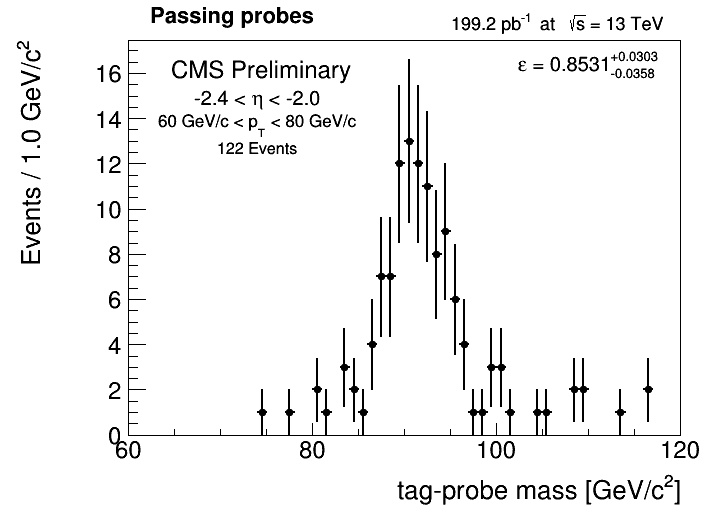 Passing probes
199.2 pb⁻¹ at √s = 13 TeV
CMS Preliminary
ε = 0.8531 +0.0303 -0.0358
-2.4 < η < -2.0
60 GeV/c < p_T < 80 GeV/c
122 Events
Events / 1.0 GeV/c²
16
14
12
10
8
6
4
2
0
60 80 100 120
tag-probe mass [GeV/c²]